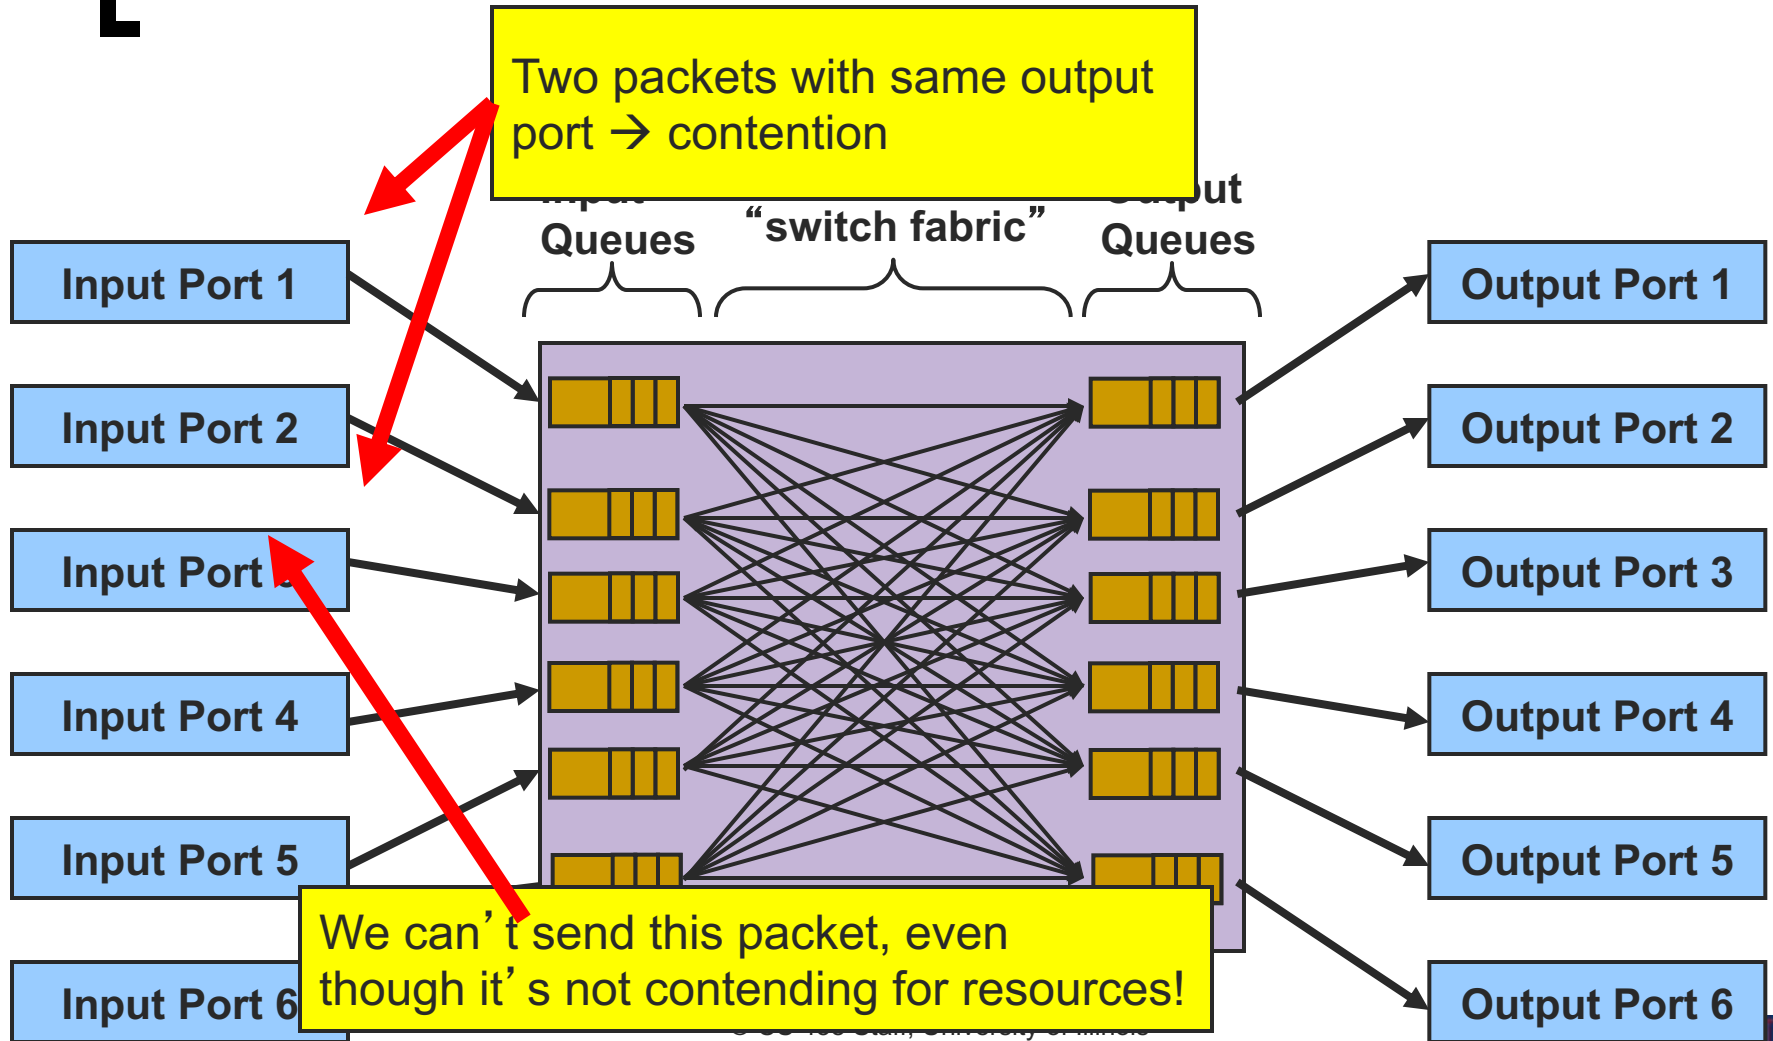 Two packets with same output
port → contention
Queues
“switch fabric”
Queues
Input Port 1
Input Port 2
Input Port
Input Port 4
Input Port 5
Input Port 6
Output Port 1
Output Port 2
Output Port 3
Output Port 4
Output Port 5
Output Port 6
We can’t send this packet, even
though it’s not contending for resources!